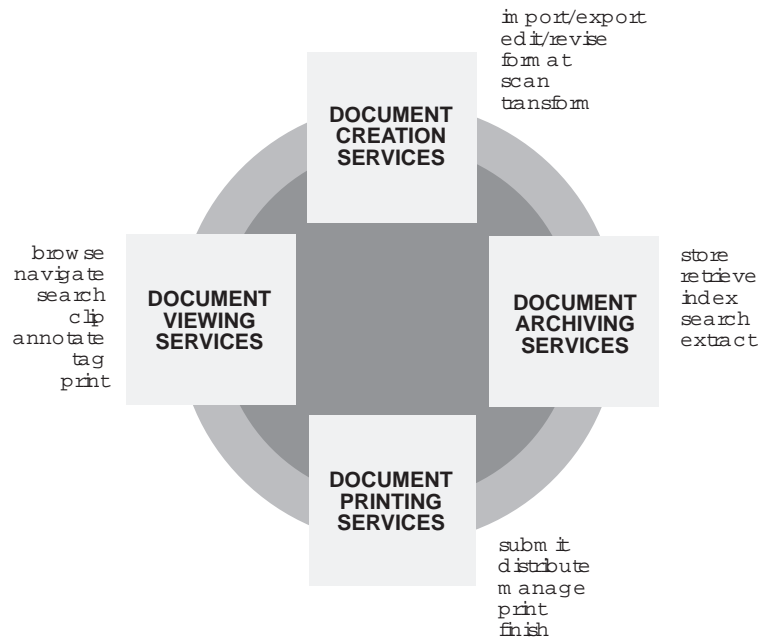 import/export
edit/revise
format
scan
transform
DOCUMENT
CREATION
SERVICES
browse
navigate
search
clip
annotate
tag
print
DOCUMENT
VIEWING
SERVICES
DOCUMENT
ARCHIVING
SERVICES
store
retrieve
index
search
extract
DOCUMENT
PRINTING
SERVICES
submit
distribute
manage
print
finish